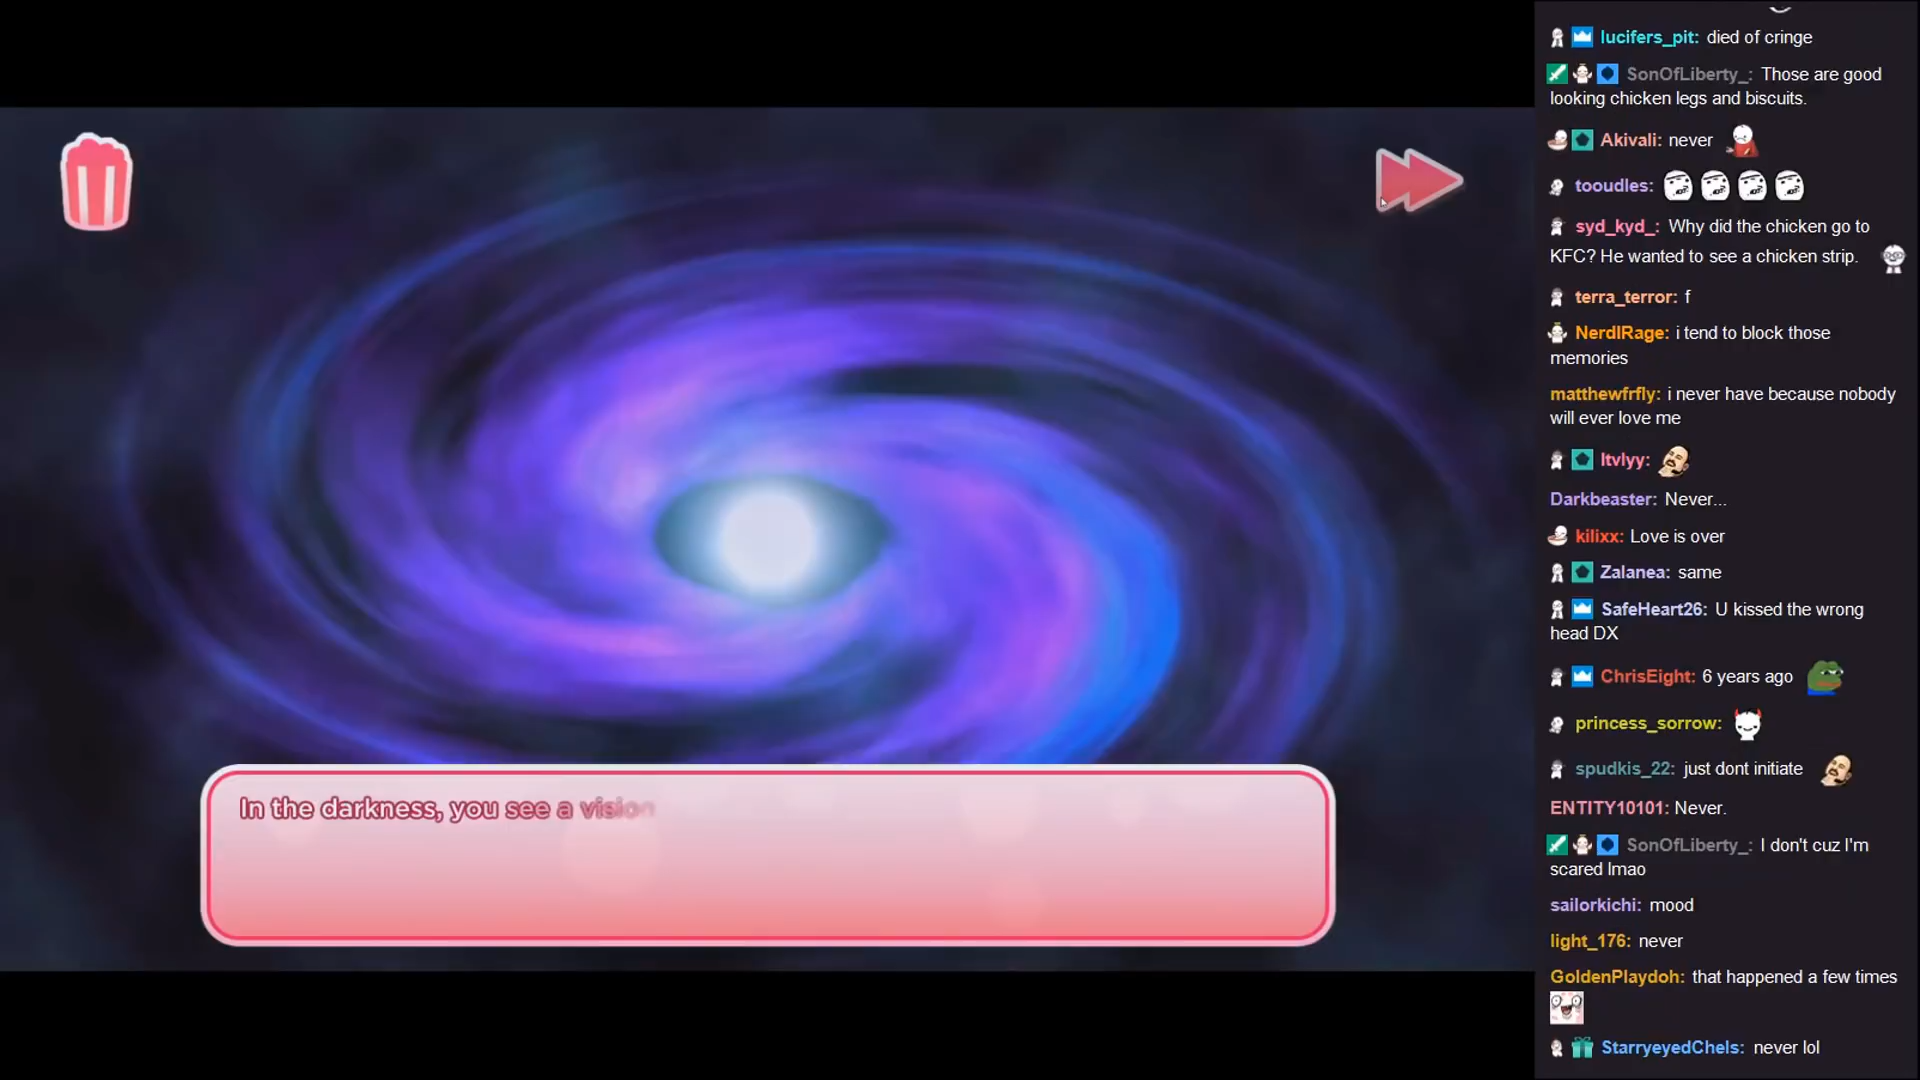 In the darkness, you see a vision
lucifers_pit: died of cringe
SonOfLiberty_: Those are good
looking chicken legs and biscuits.
Akivali: never
tooudles:
syd_kyd_: Why did the chicken go to
KFC? He wanted to see a chicken strip.
terra_terror: f
NerdIRage: i tend to block those
memories
matthewfrfly: i never have because nobody
will ever love me
ltvlyy:
Darkbeaster: Never...
kilixx: Love is over
Zalanea: same
SafeHeart26: U kissed the wrong
head DX
ChrisEight: 6 years ago
princess_sorrow:
spudkis_22: just dont initiate
ENTITY10101: Never.
SonOfLiberty_: I don't cuz I'm
scared lmao
sailorkichi: mood
light_176: never
GoldenPlaydoh: that happened a few times
StarryeyedChels: never lol